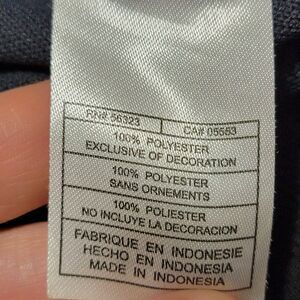 RN# 56323 CA# 05553
100% POLYESTER
EXCLUSIVE OF DECORATION
100% POLYESTER
SANS ORNEMENTS
100% POLIESTER
NO INCLUYE LA DECORACION
FABRIQUE EN INDONESIE
HECHO EN INDONESIA
MADE IN INDONESIA